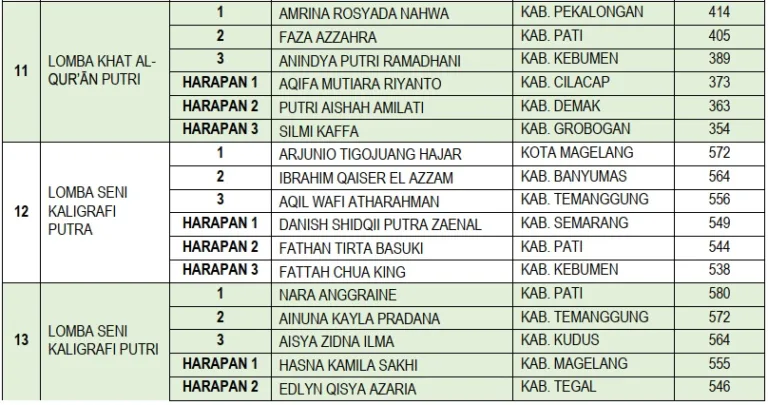 11 LOMBA KHAT AL-QUR'ĀN PUTRI
1 AMRINA ROSYADA NAHWA KAB. PEKALONGAN 414
2 FAZA AZZAHRA KAB. PATI 405
3 ANINDYA PUTRI RAMADHANI KAB. KEBUMEN 389
HARAPAN 1 AQIFA MUTIARA RIYANTO KAB. CILACAP 373
HARAPAN 2 PUTRI AISHAH AMILATI KAB. DEMAK 363
HARAPAN 3 SILMI KAFFA KAB. GROBOGAN 354
12 LOMBA SENI KALIGRAFI PUTRA
1 ARJUNIO TIGOJUANG HAJAR KOTA MAGELANG 572
2 IBRAHIM QAISER EL AZZAM KAB. BANYUMAS 564
3 AQIL WAFI ATHARAHMAN KAB. TEMANGGUNG 556
HARAPAN 1 DANISH SHIDQII PUTRA ZAENAL KAB. SEMARANG 549
HARAPAN 2 FATHAN TIRTA BASUKI KAB. PATI 544
HARAPAN 3 FATTAH CHUA KING KAB. KEBUMEN 538
13 LOMBA SENI KALIGRAFI PUTRI
1 NARA ANGGRAINE KAB. PATI 580
2 AINUNA KAYLA PRADANA KAB. TEMANGGUNG 572
3 AISYA ZIDNA ILMA KAB. KUDUS 564
HARAPAN 1 HASNA KAMILA SAKHI KAB. MAGELANG 555
HARAPAN 2 EDLYN QISYA AZARIA KAB. TEGAL 546